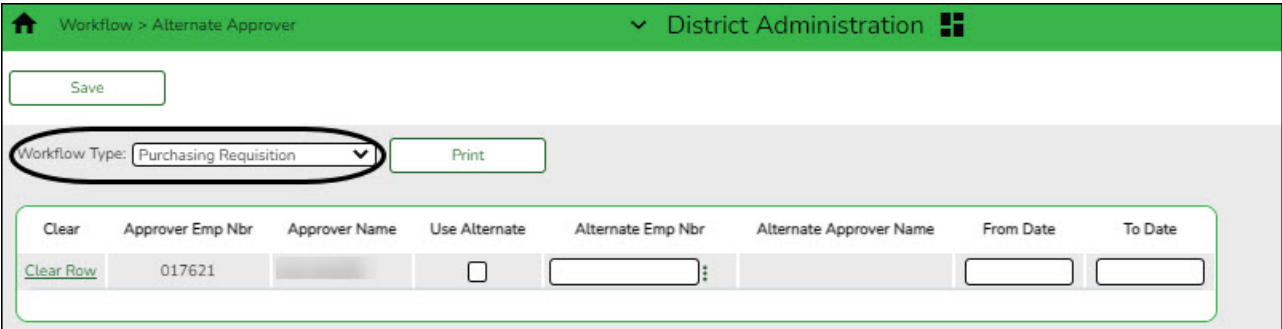 Workflow > Alternate Approver
District Administration
Save
Workflow Type: Purchasing Requisition
Print
Clear Approver Emp Nbr Approver Name Use Alternate Alternate Emp Nbr Alternate Approver Name From Date To Date
Clear Row 017621